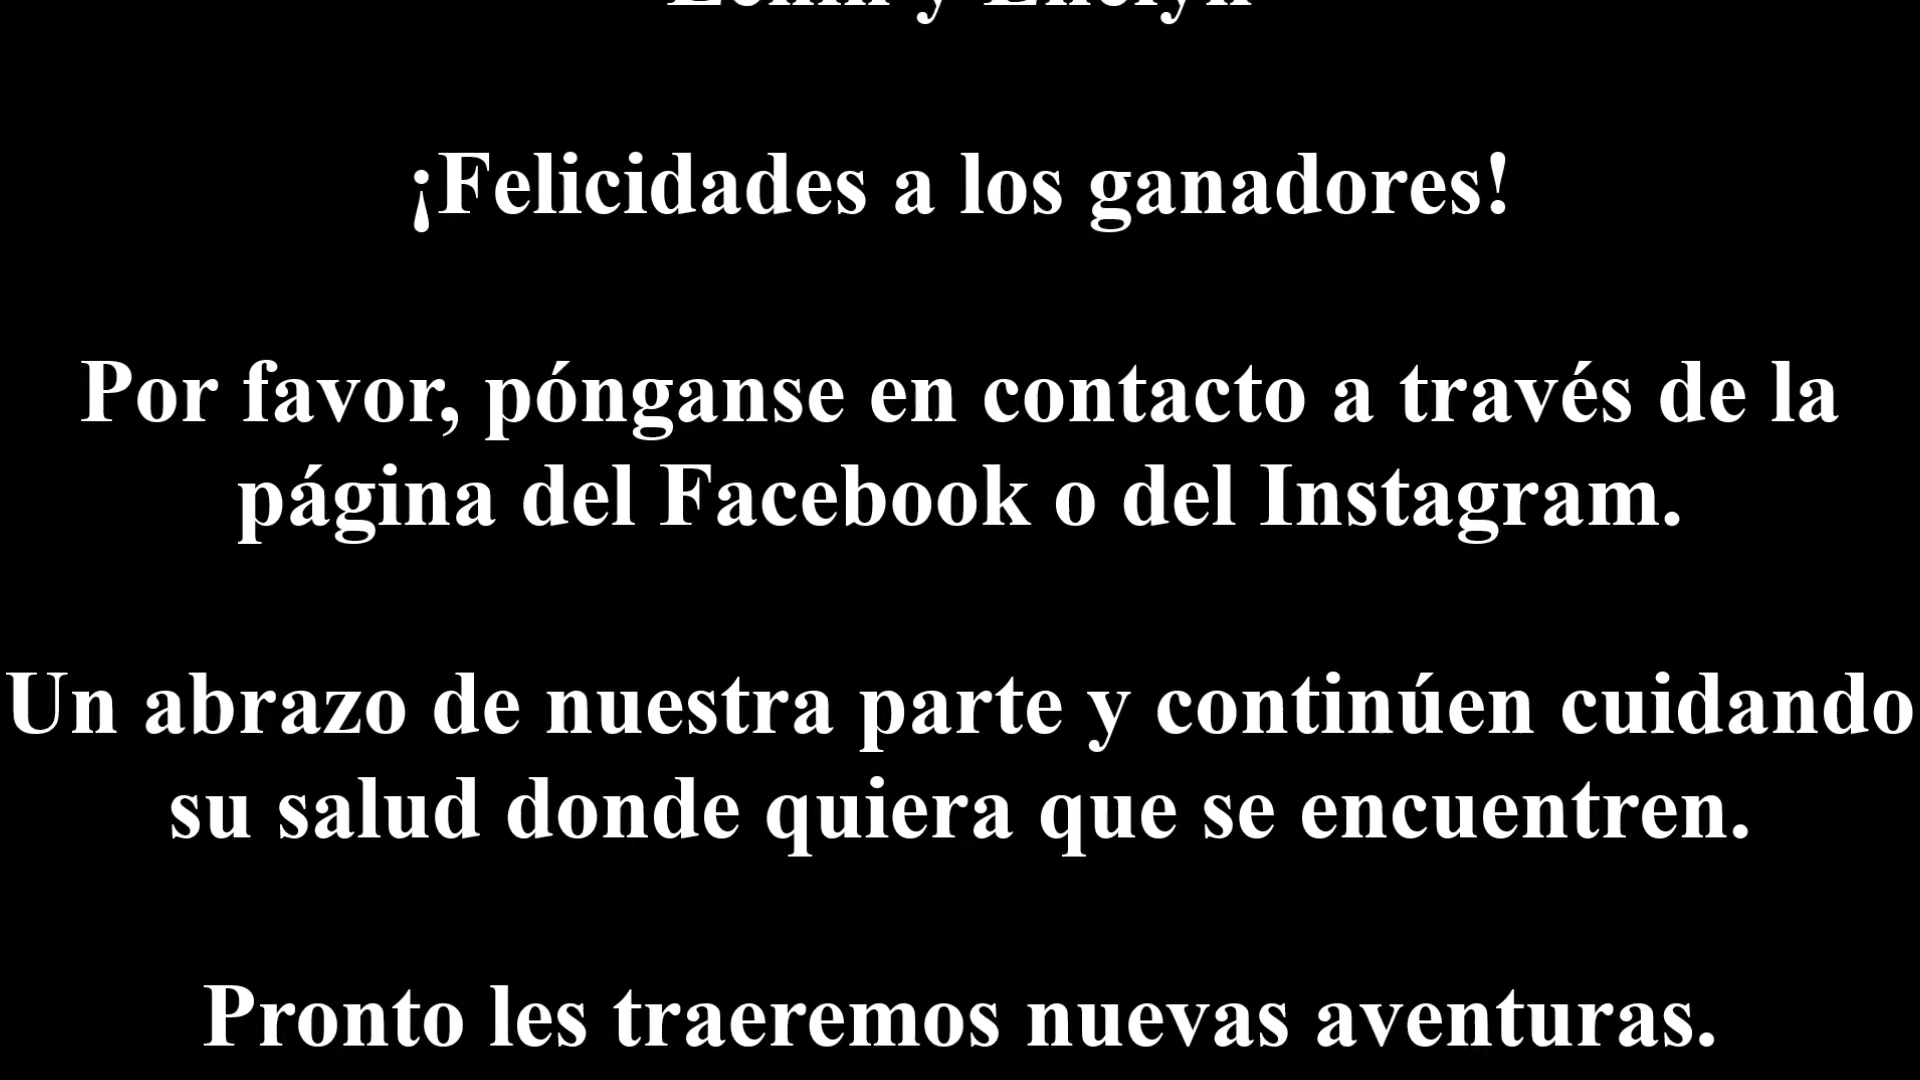 y
¡Felicidades a los ganadores!
Por favor, pónganse en contacto a través de la
página del Facebook o del Instagram.
Un abrazo de nuestra parte y continúen cuidando
su salud donde quiera que se encuentren.
Pronto les traeremos nuevas aventuras.